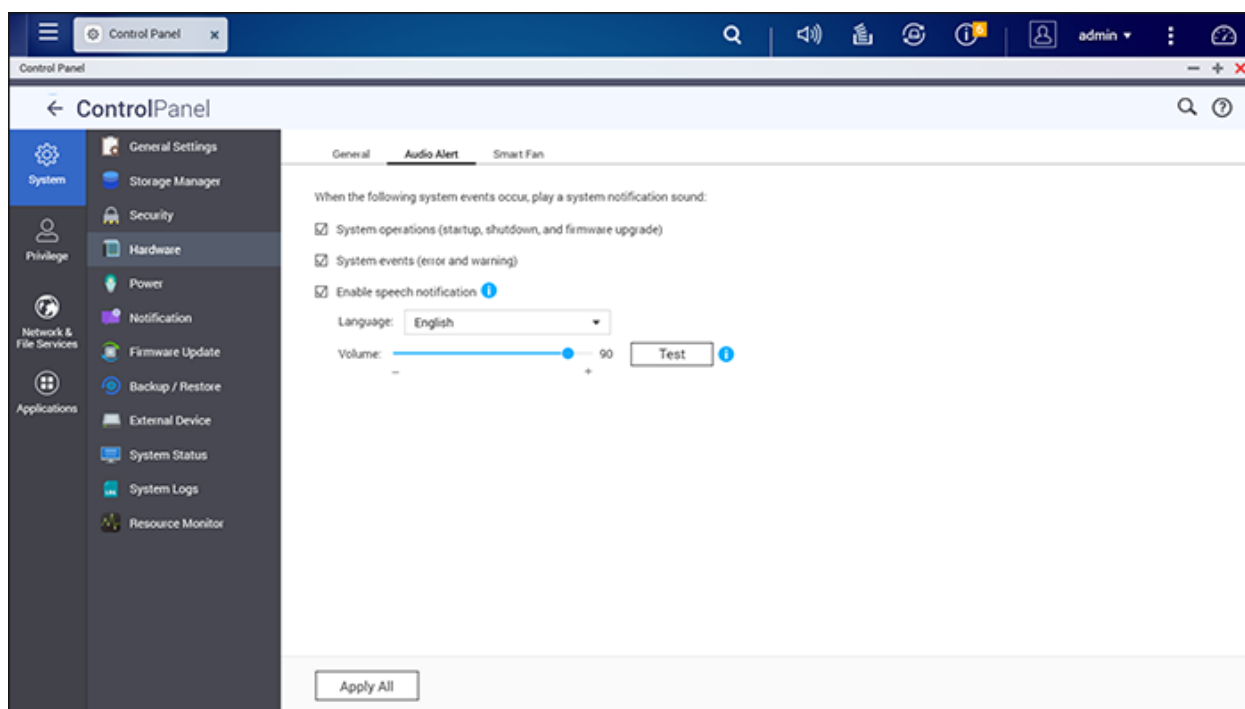 Control Panel x
6
admin
Control Panel
ControlPanel
System
Privilege
Network &
File Services
Applications
General Settings
Storage Manager
Security
Hardware
Power
Notification
Firmware Update
Backup / Restore
External Device
System Status
System Logs
Resource Monitor
General Audio Alert Smart Fan
When the following system events occur, play a system notification sound:
System operations (startup, shutdown, and firmware upgrade)
System events (error and warning)
Enable speech notification
Language: English
Volume: 90 Test
− +
Apply All